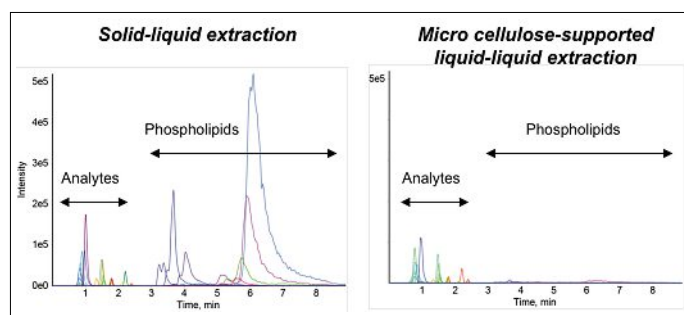 Solid-liquid extraction
Micro cellulose-supported
liquid-liquid extraction
5e5
4e5
3e5
2e5
1e5
0e0
Intensity
Phospholipids
Analytes
1 2 3 4 5 6 7 8
Time, min
5e5
Phospholipids
Analytes
1 2 3 4 5 6 7 8
Time, min